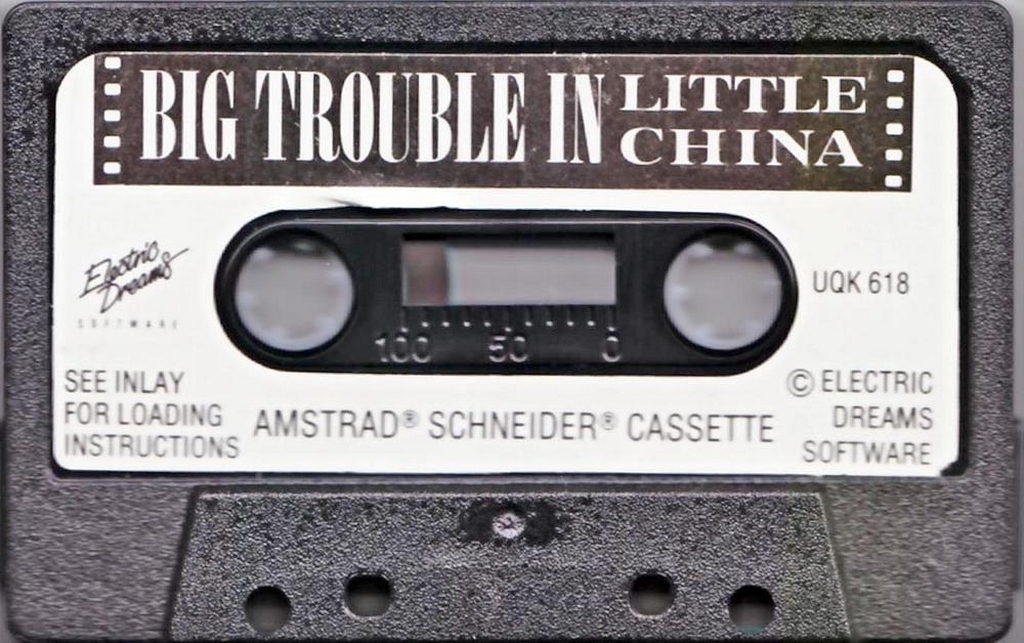 BIG TROUBLE IN LITTLE CHINA
Electric Dreams
SOFTWARE
UQK 618
100 50 0
SEE INLAY
FOR LOADING
INSTRUCTIONS
AMSTRAD® SCHNEIDER® CASSETTE
© ELECTRIC
DREAMS
SOFTWARE